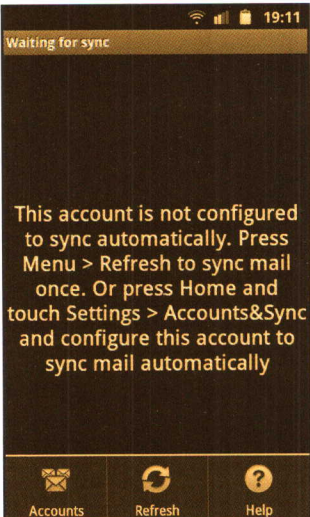 19:11
Waiting for sync
This account is not configured
to sync automatically. Press
Menu > Refresh to sync mail
once. Or press Home and
touch Settings > Accounts&Sync
and configure this account to
sync mail automatically
Accounts
Refresh
Help